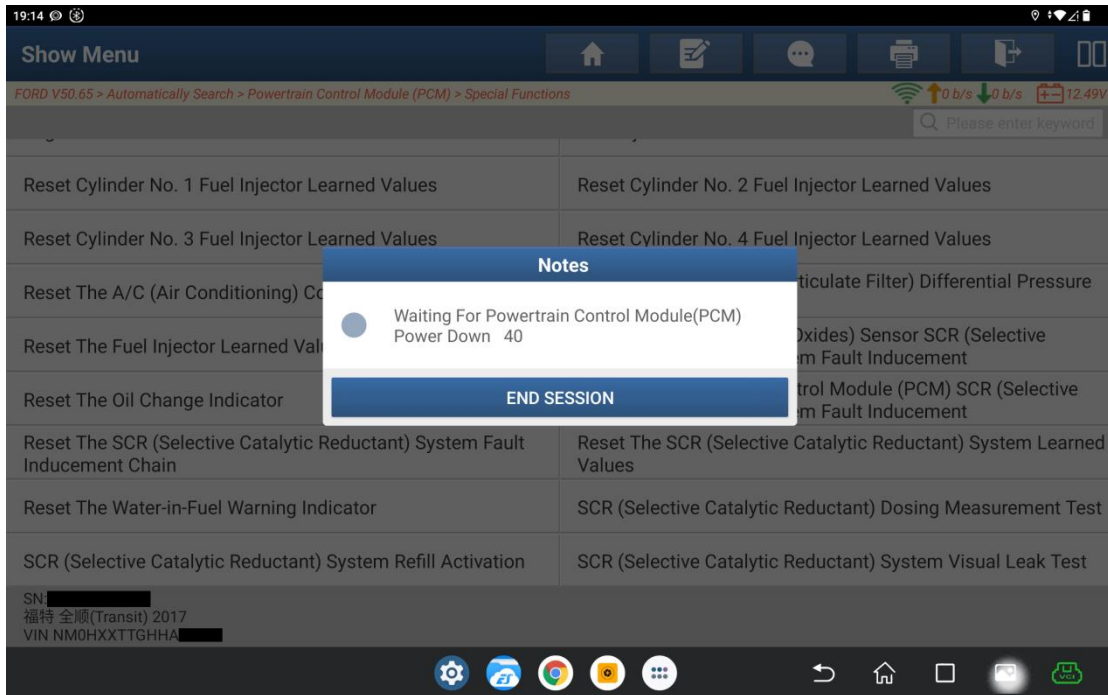 19:14
Show Menu
FORD V50.65 > Automatically Search > Powertrain Control Module (PCM) > Special Functions
0 b/s 0 b/s 12.49V
Please enter keyword
Reset Cylinder No. 1 Fuel Injector Learned Values
Reset Cylinder No. 2 Fuel Injector Learned Values
Reset Cylinder No. 3 Fuel Injector Learned Values
Reset Cylinder No. 4 Fuel Injector Learned Values
Notes
Waiting For Powertrain Control Module(PCM)
Power Down 40
END SESSION
Reset The A/C (Air Conditioning)
ticulate Filter) Differential Pressure
Reset The Fuel Injector Learned
Oxides) Sensor SCR (Selective
m Fault Inducement
Reset The Oil Change Indicator
trol Module (PCM) SCR (Selective
m Fault Inducement
Reset The SCR (Selective Catalytic Reductant) System Fault
Inducement Chain
Reset The SCR (Selective Catalytic Reductant) System Learned
Values
Reset The Water-in-Fuel Warning Indicator
SCR (Selective Catalytic Reductant) Dosing Measurement Test
SCR (Selective Catalytic Reductant) System Refill Activation
SCR (Selective Catalytic Reductant) System Visual Leak Test
SN:
福特 全顺(Transit) 2017
VIN NM0HXXTTGHHA
VCI